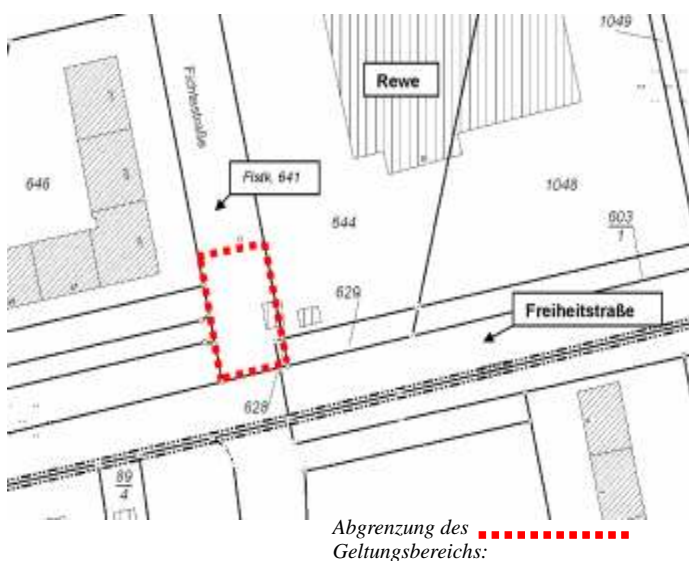 1049
Rewe
Fichtestraße
Flstk. 641
646
1048
644
603
1
629
Freiheitstraße
628
89
4
Abgrenzung des
Geltungsbereichs: